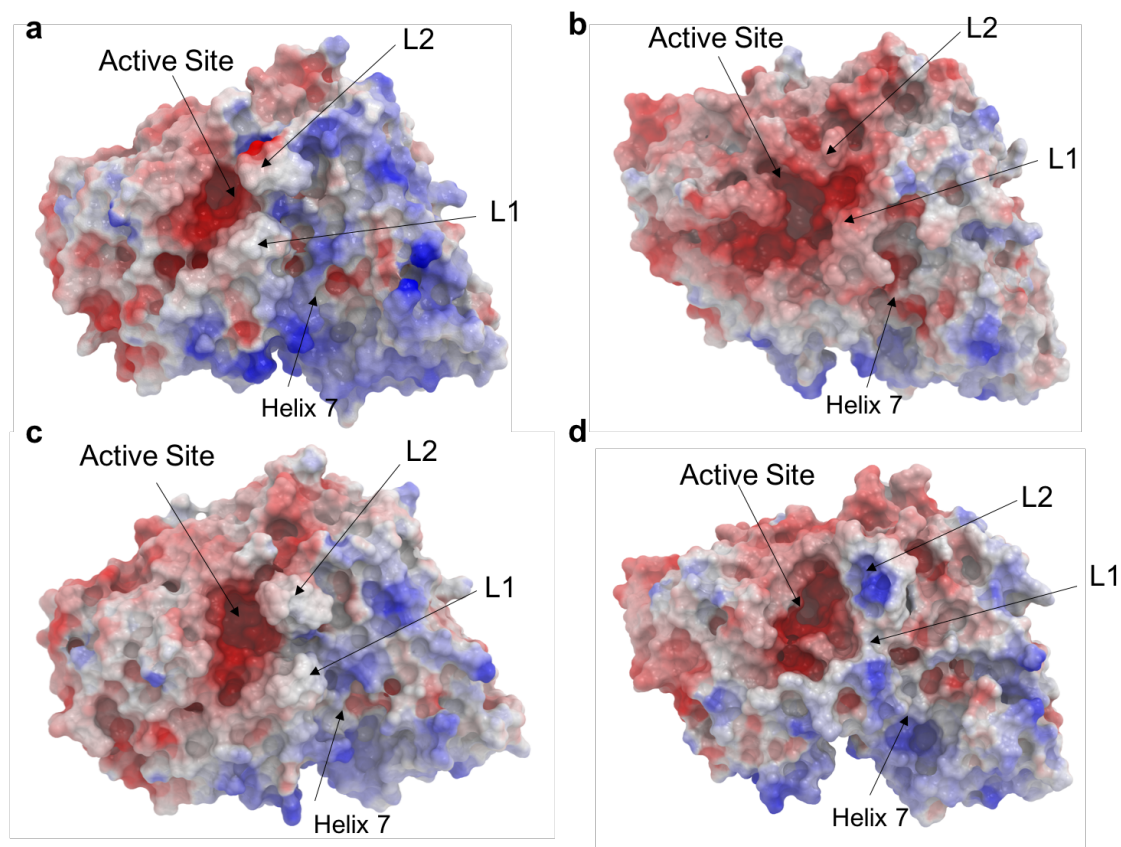 a
L2
Active Site
L1
Helix 7
b
L2
Active Site
L1
Helix 7
c
L2
Active Site
L1
Helix 7
d
Active Site
L2
L1
Helix 7